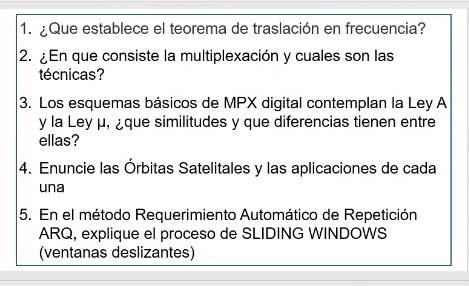 1. ¿Que establece el teorema de traslación en frecuencia?
2. ¿En que consiste la multiplexación y cuales son las
técnicas?
3. Los esquemas básicos de MPX digital contemplan la Ley A
y la Ley µ, ¿que similitudes y que diferencias tienen entre
ellas?
4. Enuncie las Órbitas Satelitales y las aplicaciones de cada
una
5. En el método Requerimiento Automático de Repetición
ARQ, explique el proceso de SLIDING WINDOWS
(ventanas deslizantes)